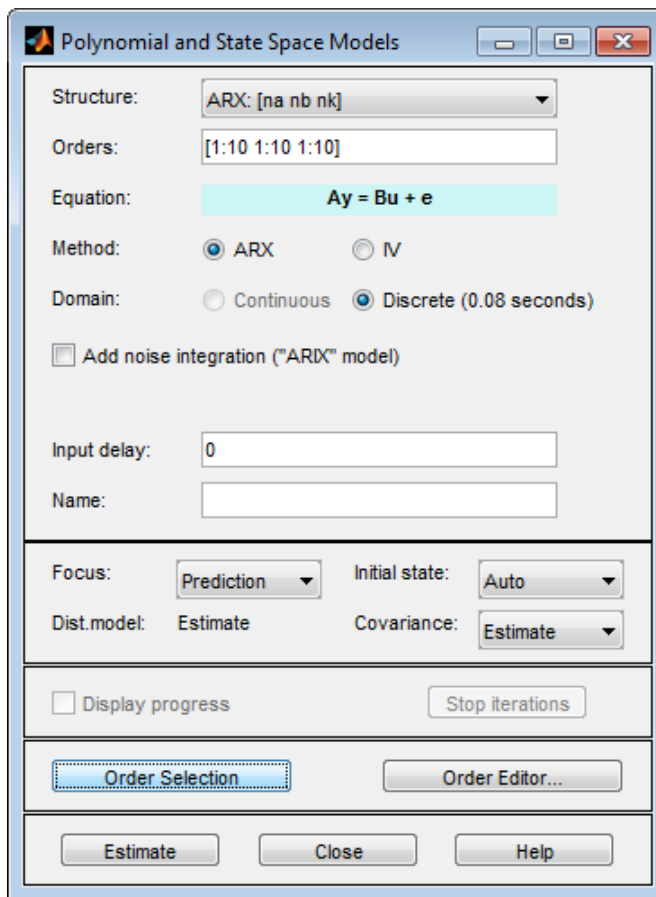 Polynomial and State Space Models
Structure: ARX: [na nb nk]
Orders: [1:10 1:10 1:10]
Equation: Ay = Bu + e
Method: ARX IV
Domain: Continuous Discrete (0.08 seconds)
Add noise integration ("ARIX" model)
Input delay: 0
Name:
Focus: Prediction Initial state: Auto
Dist.model: Estimate Covariance: Estimate
Display progress Stop iterations
Order Selection Order Editor...
Estimate Close Help